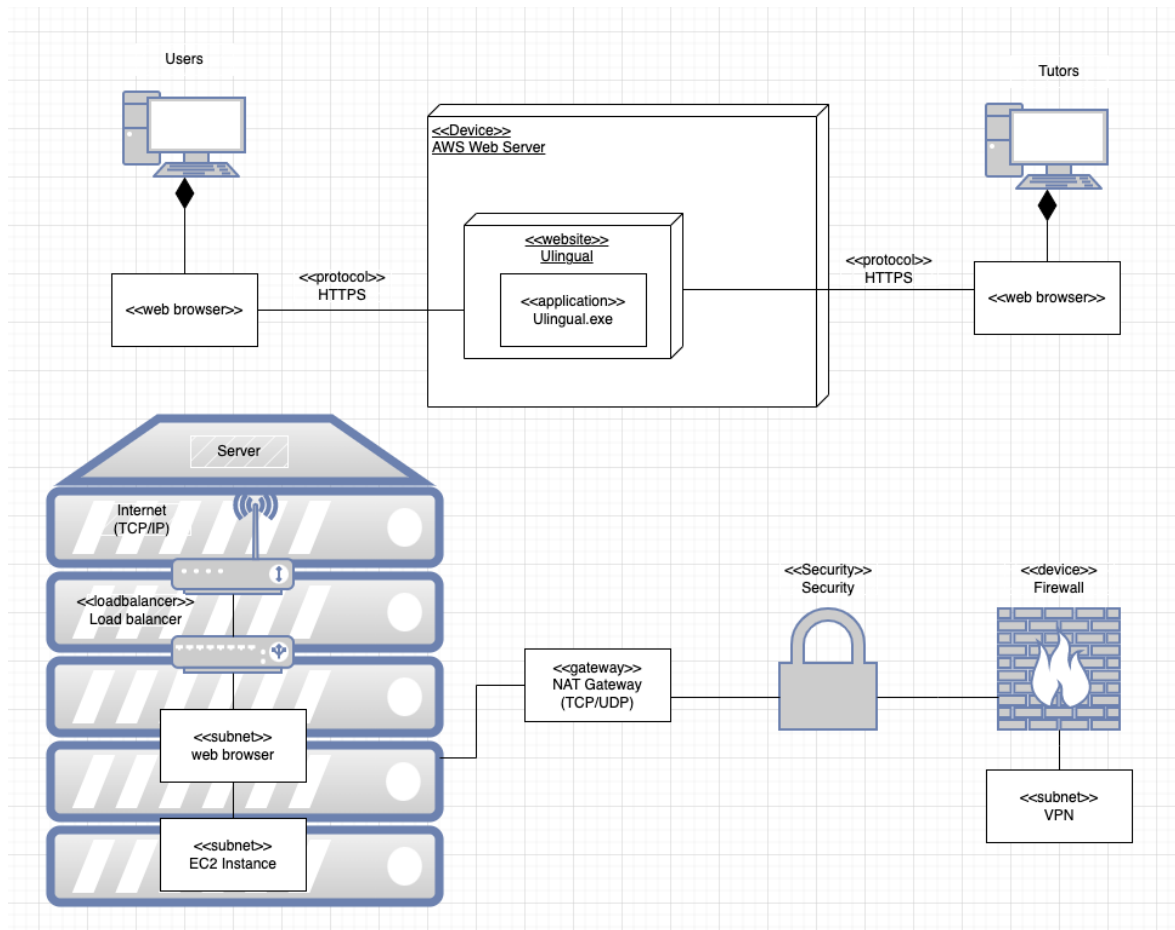 Users
Tutors
<<Device>>
AWS Web Server
<<website>>
Ulingual
<<application>>
Ulingual.exe
<<protocol>>
HTTPS
<<protocol>>
HTTPS
<<web browser>>
<<web browser>>
Server
Internet
(TCP/IP)
<<loadbalancer>>
Load balancer
<<subnet>>
web browser
<<subnet>>
EC2 Instance
<<gateway>>
NAT Gateway
(TCP/UDP)
<<Security>>
Security
<<device>>
Firewall
<<subnet>>
VPN